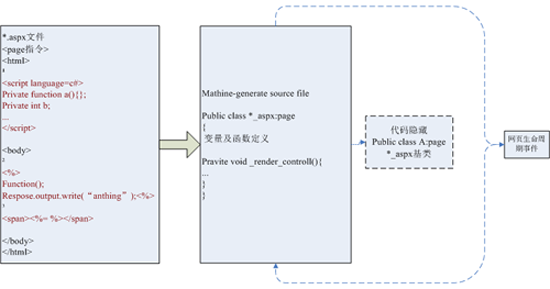 *.aspx文件
<page指令>
<html>
<script language=c#>
Private function a(){};
Private int b;
...
</script>
<body>
<%>
Function();
Respose.output.write(“anthing”);<%>
<span><%= %></span>
</body>
</html>
Mathine-generate source file
Public class *_aspx:page
{
变量及函数定义
Pravite void _render_controll(){
...
}
}
代码隐藏
Public class A:page
*_aspx基类
网页生命周
期事件